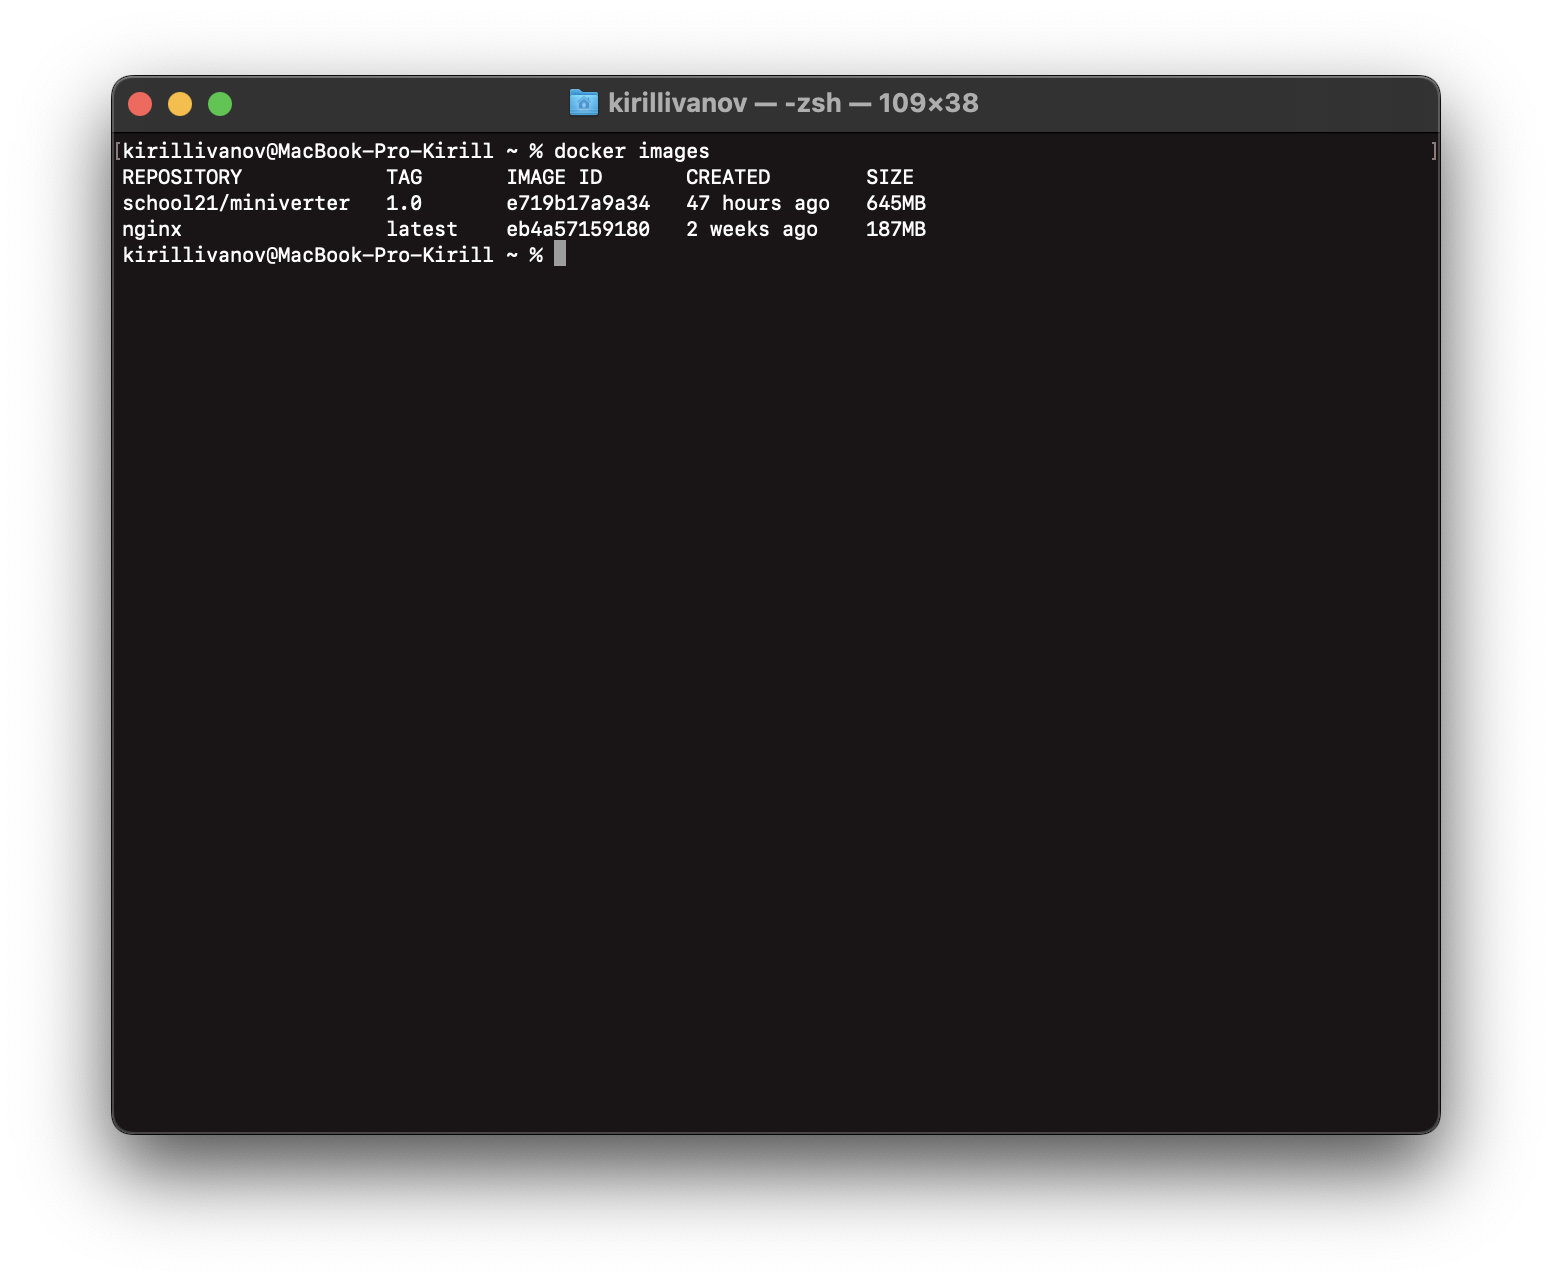 kirillivanov — -zsh — 109×38
[kirillivanov@MacBook-Pro-Kirill ~ % docker images ]
REPOSITORY TAG IMAGE ID CREATED SIZE
school21/miniverter 1.0 e719b17a9a34 47 hours ago 645MB
nginx latest eb4a57159180 2 weeks ago 187MB
kirillivanov@MacBook-Pro-Kirill ~ %